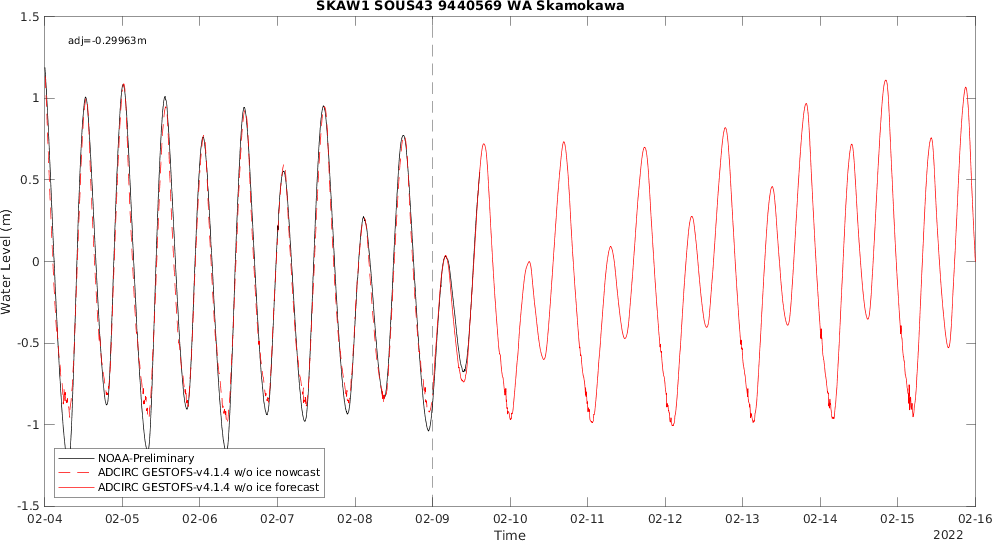 SKAW1 SOUS43 9440569 WA Skamokawa
adj=-0.29963m
1.5
1
0.5
0
-0.5
-1
-1.5
Water Level (m)
NOAA-Preliminary
ADCIRC GESTOFS-v4.1.4 w/o ice nowcast
ADCIRC GESTOFS-v4.1.4 w/o ice forecast
02-04 02-05 02-06 02-07 02-08 02-09 02-10 02-11 02-12 02-13 02-14 02-15 02-16
Time
2022